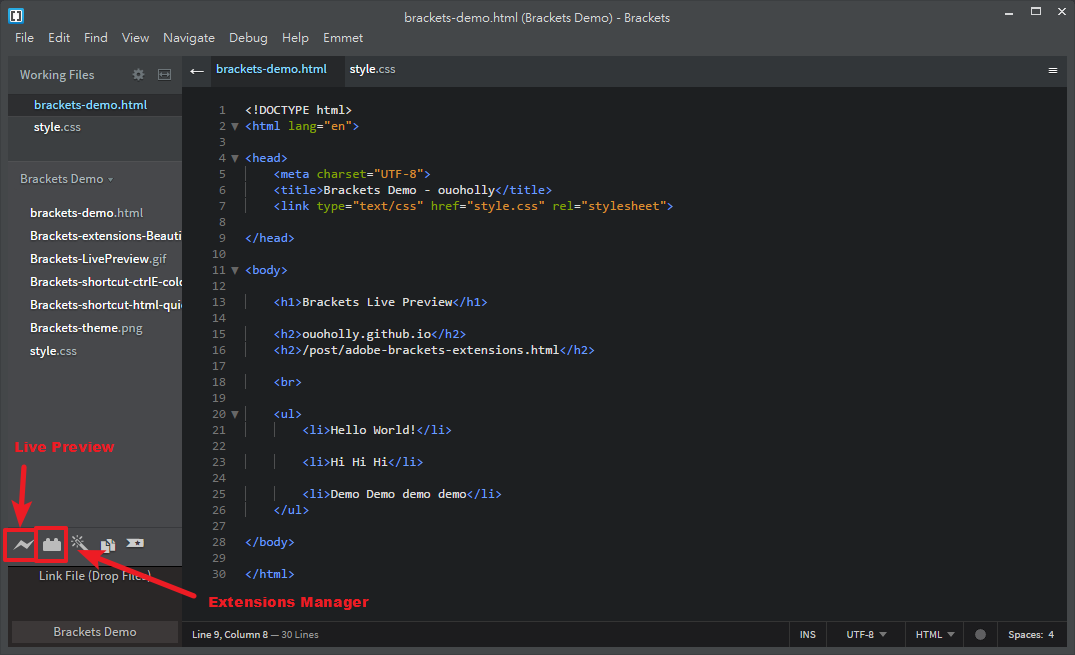 brackets-demo.html (Brackets Demo) - Brackets
File Edit Find View Navigate Debug Help Emmet
Working Files
brackets-demo.html
style.css
Brackets Demo
brackets-demo.html
Brackets-extensions-Beauti
Brackets-LivePreview.gif
Brackets-shortcut-ctrlE-colo
Brackets-shortcut-html-quic
Brackets-theme.png
style.css
Live Preview
Link File (Drop Files)
Brackets Demo
brackets-demo.html style.css
1 <!DOCTYPE html>
2 <html lang="en">
3
4 <head>
5 <meta charset="UTF-8">
6 <title>Brackets Demo - ouoholly</title>
7 <link type="text/css" href="style.css" rel="stylesheet">
8
9 </head>
10
11 <body>
12
13 <h1>Brackets Live Preview</h1>
14
15 <h2>ouoholly.github.io</h2>
16 <h2>/post/adobe-brackets-extensions.html</h2>
17
18 <br>
19
20 <ul>
21 <li>Hello World!</li>
22
23 <li>Hi Hi Hi</li>
24
25 <li>Demo Demo demo demo</li>
26 </ul>
27
28 </body>
29
30 </html>
Extensions Manager
Line 9, Column 8 — 30 Lines
INS UTF-8 HTML Spaces: 4